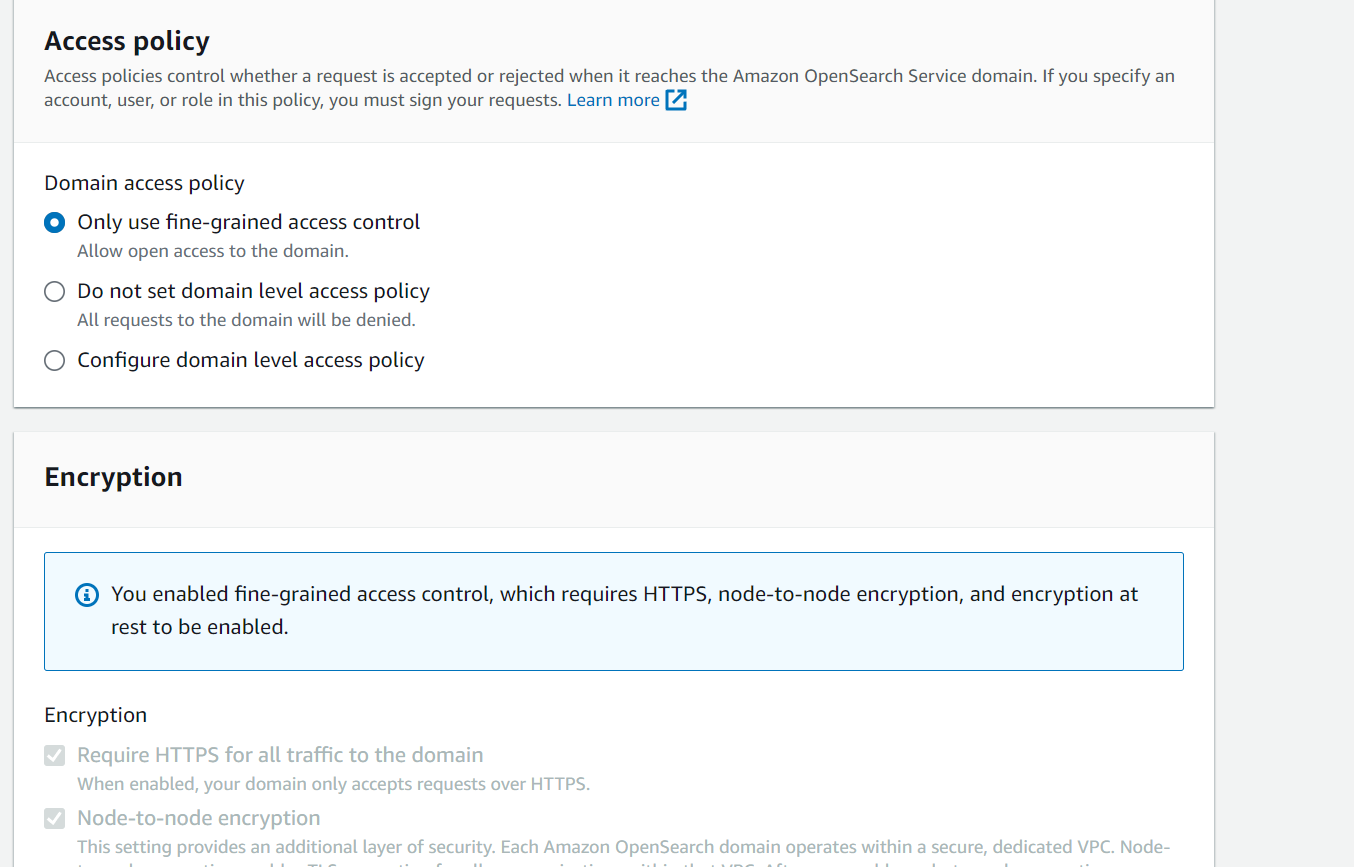 Access policy
Access policies control whether a request is accepted or rejected when it reaches the Amazon OpenSearch Service domain. If you specify an
account, user, or role in this policy, you must sign your requests. Learn more
Domain access policy
Only use fine-grained access control
Allow open access to the domain.
Do not set domain level access policy
All requests to the domain will be denied.
Configure domain level access policy
Encryption
You enabled fine-grained access control, which requires HTTPS, node-to-node encryption, and encryption at
rest to be enabled.
Encryption
Require HTTPS for all traffic to the domain
When enabled, your domain only accepts requests over HTTPS.
Node-to-node encryption
This setting provides an additional layer of security. Each Amazon OpenSearch domain operates within a secure, dedicated VPC. Node-